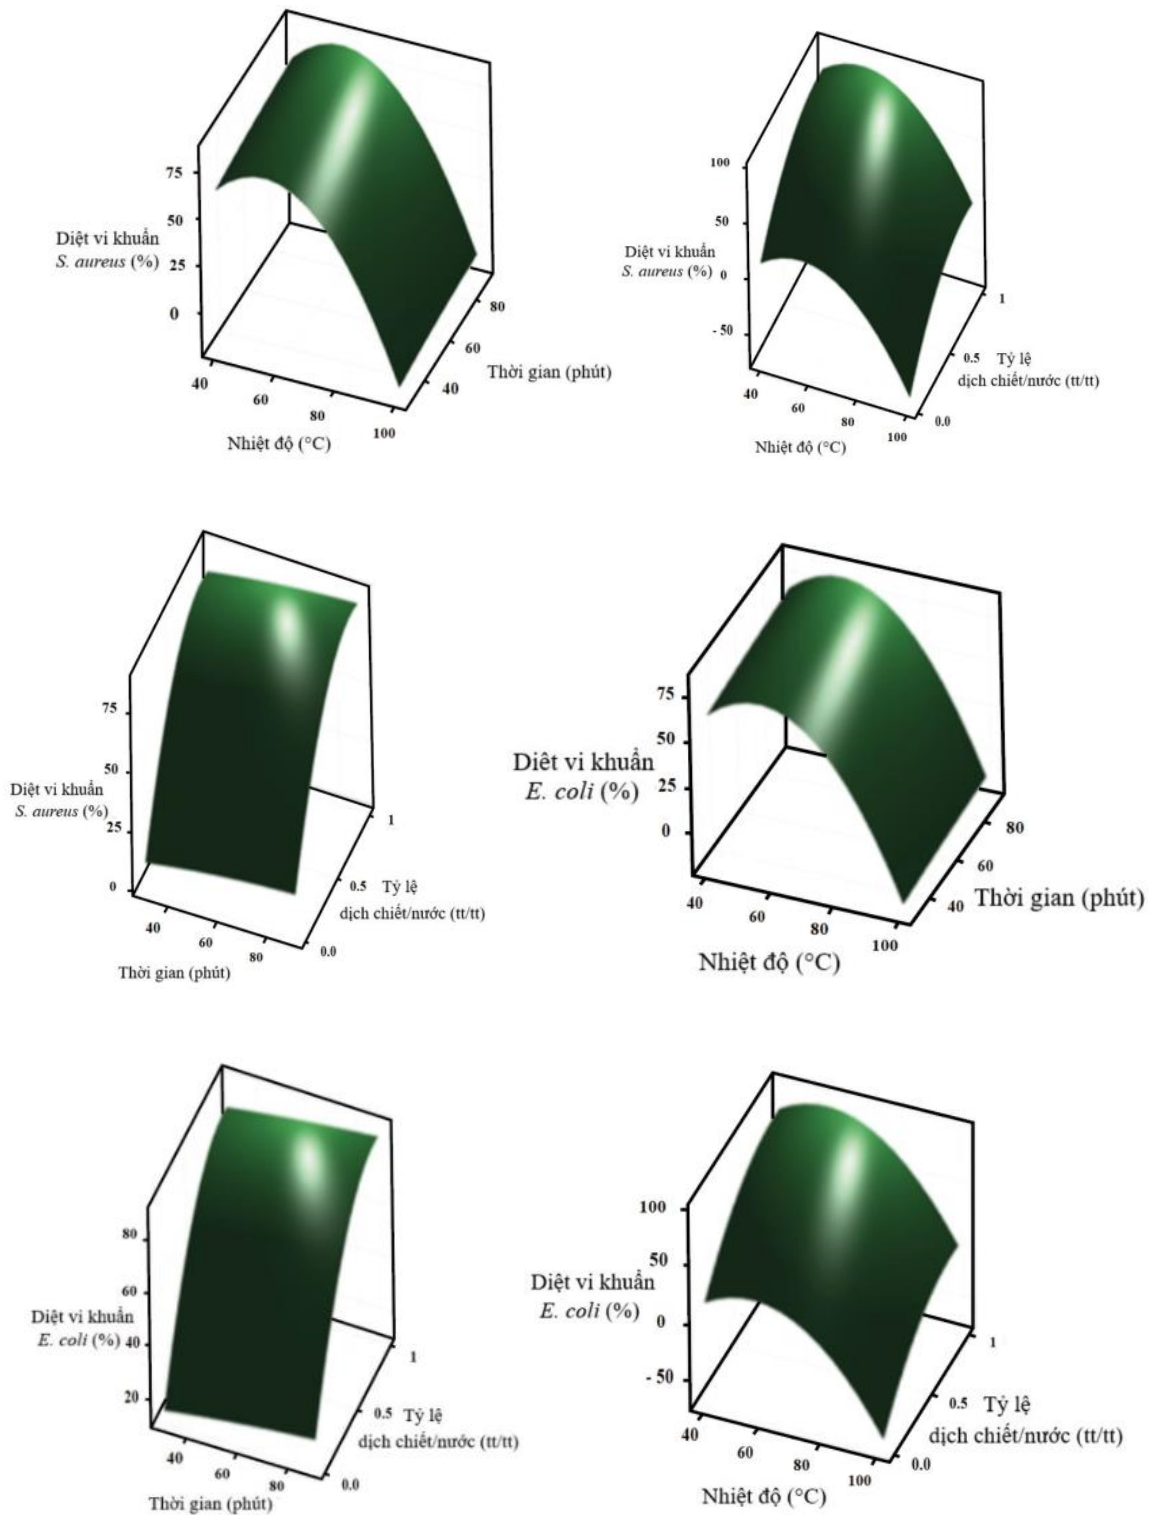 75
50
25
0
Diệt vi khuẩn
S. aureus (%)
40
60
80
100
Nhiệt độ (°C)
40
60
80
Thời gian (phút)
100
50
0
- 50
Diệt vi khuẩn
S. aureus (%)
40
60
80
100
Nhiệt độ (°C)
0.0
0.5
1
Tỷ lệ
dịch chiết/nước (tt/tt)
75
50
25
0
Diệt vi khuẩn
S. aureus (%)
40
60
80
Thời gian (phút)
0.0
0.5
1
Tỷ lệ
dịch chiết/nước (tt/tt)
75
50
25
0
Diêt vi khuẩn
E. coli (%)
40
60
80
100
Nhiệt độ (°C)
40
60
80
Thời gian (phút)
80
60
40
20
Diệt vi khuẩn
E. coli (%)
40
60
80
Thời gian (phút)
0.0
0.5
1
Tỷ lệ
dịch chiết/nước (tt/tt)
100
50
0
- 50
Diệt vi khuẩn
E. coli (%)
40
60
80
100
Nhiệt độ (°C)
0.0
0.5
1
Tỷ lệ
dịch chiết/nước (tt/tt)